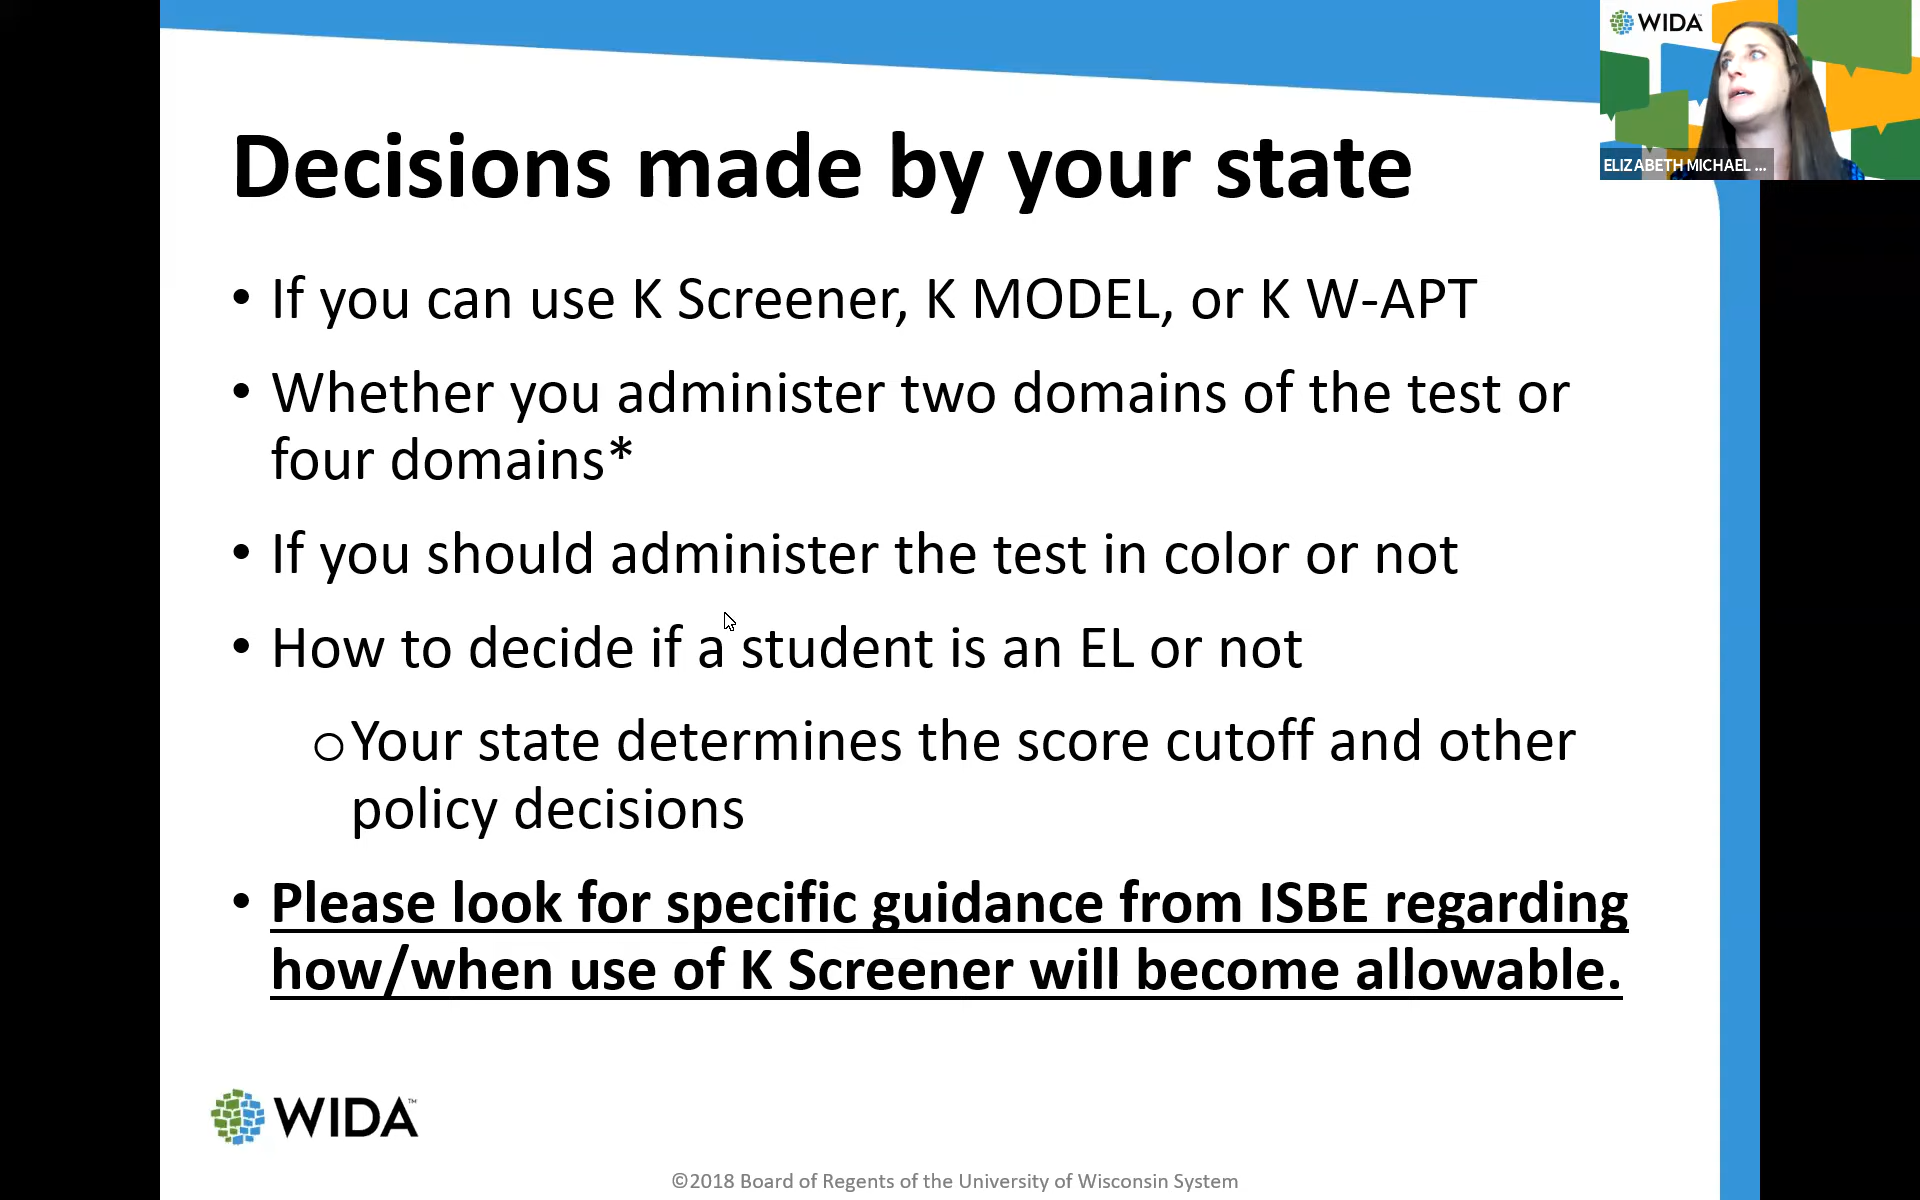 WIDA
ELIZABETH MICHAEL ...
Decisions made by your state
• If you can use K Screener, K MODEL, or K W-APT
• Whether you administer two domains of the test or
four domains*
• If you should administer the test in color or not
• How to decide if a student is an EL or not
oYour state determines the score cutoff and other
policy decisions
• Please look for specific guidance from ISBE regarding
how/when use of K Screener will become allowable.
WIDA™
©2018 Board of Regents of the University of Wisconsin System